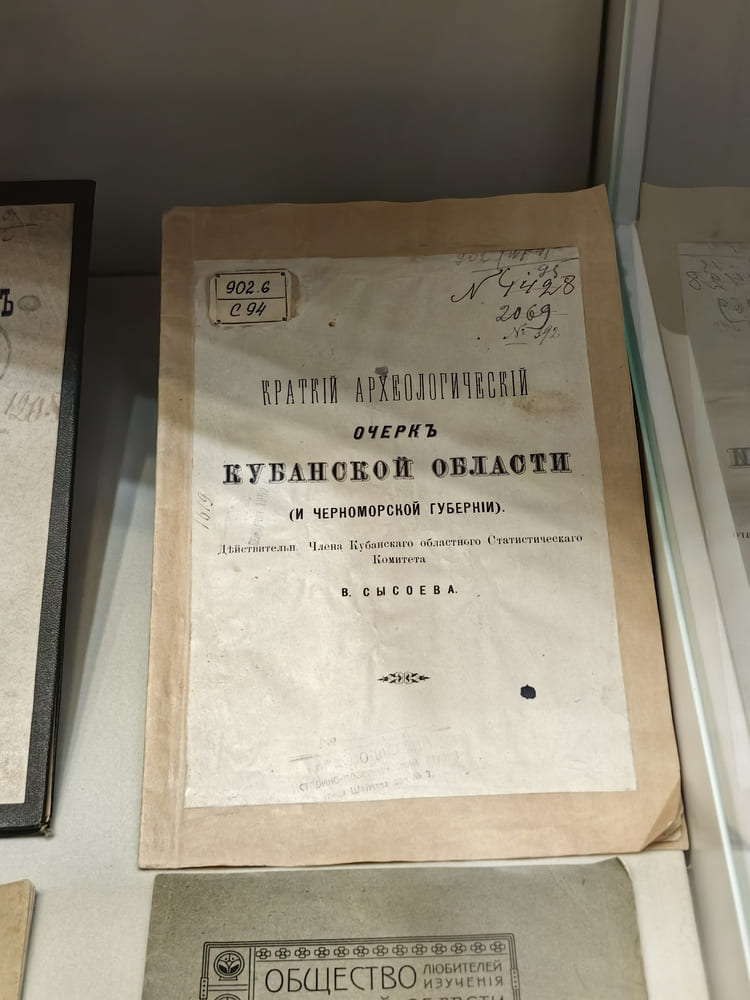 902.6
С 94
N 4428
2069
№ 392
КРАТКІЙ АРХЕОЛОГИЧЕСКІЙ
ОЧЕРКЪ
КУБАНСКОЙ ОБЛАСТИ
(И ЧЕРНОМОРСКОЙ ГУБЕРНІИ).
Дѣйствительн. Члена Кубанскаго областного Статистическаго
Комитета
В. СЫСОЕВА.
ОБЩЕСТВО ЛЮБИТЕЛЕЙ
ИЗУЧЕНІЯ